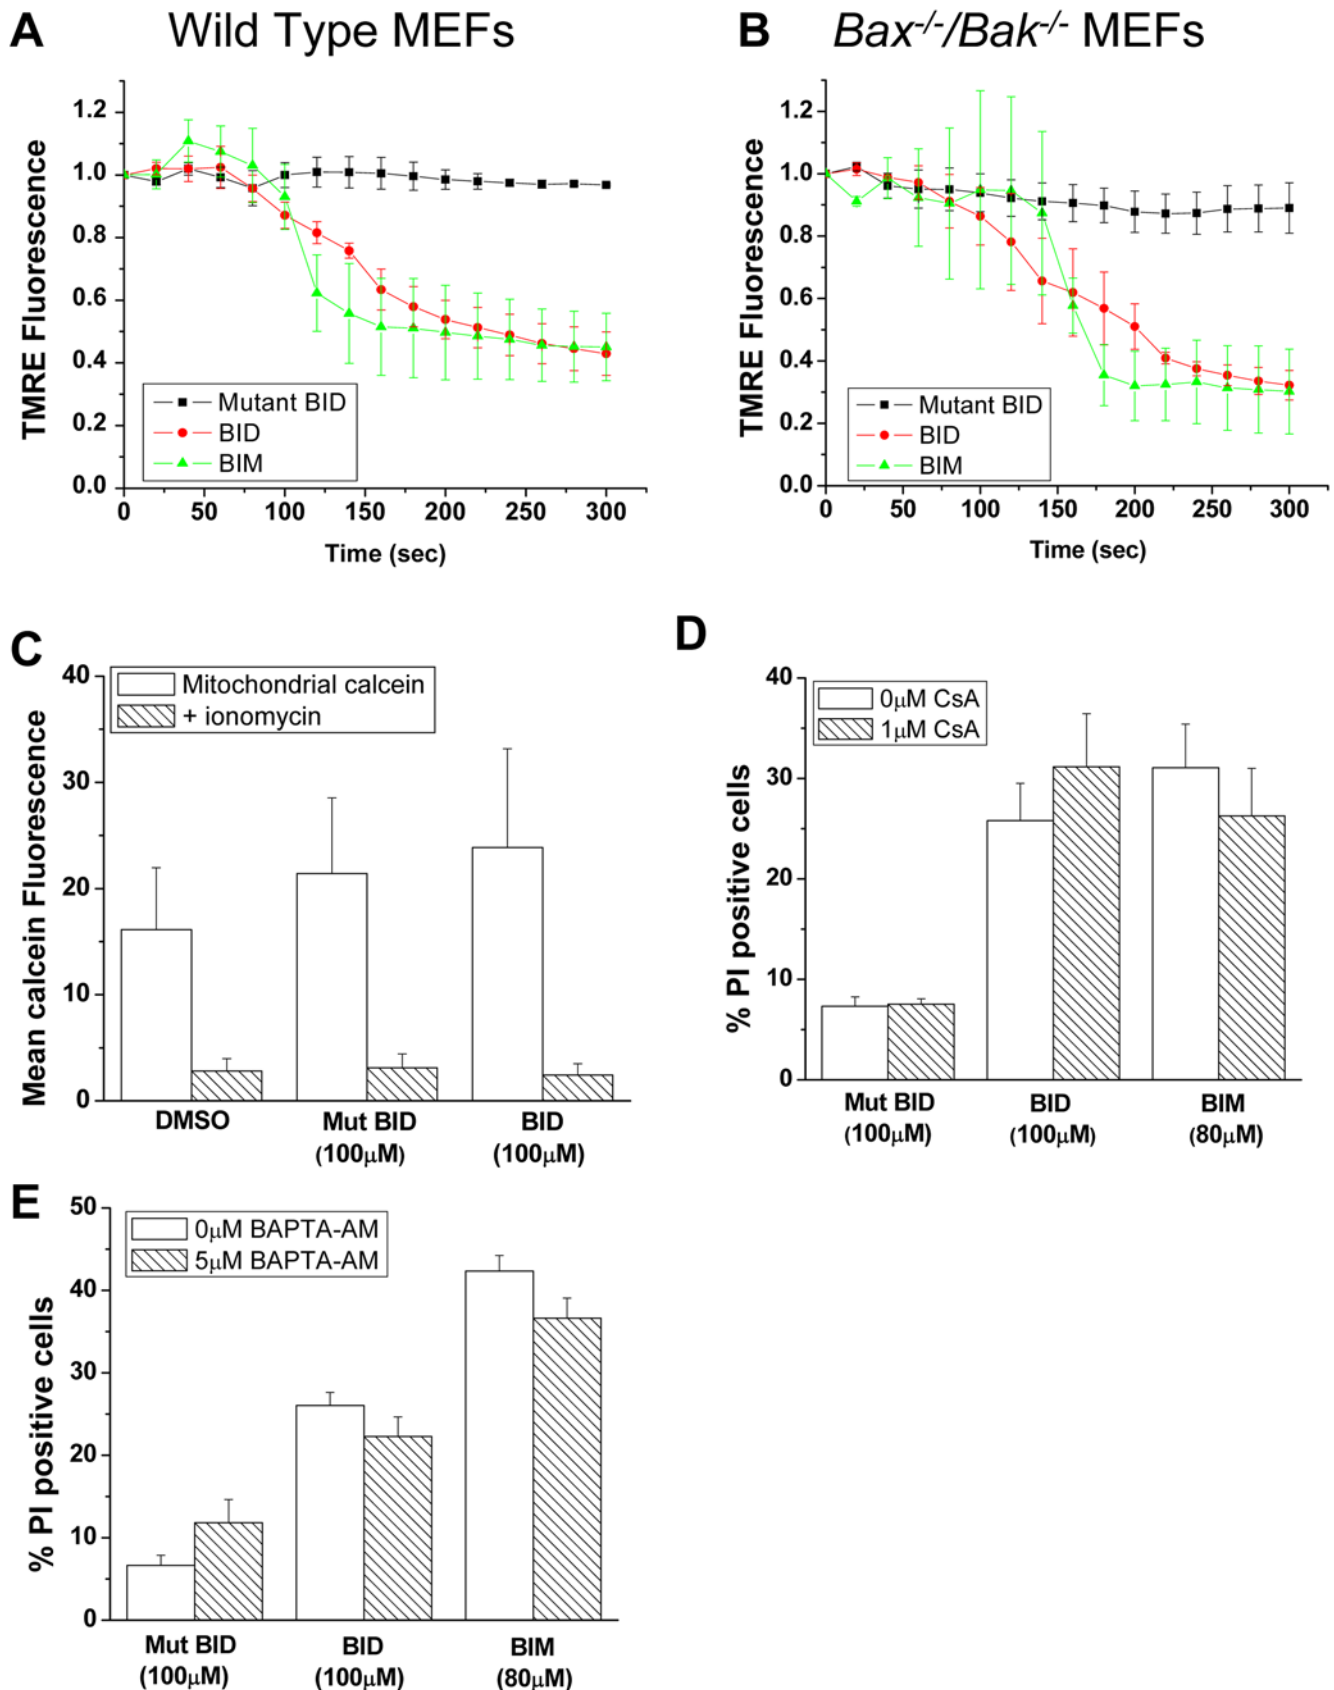 A Wild Type MEFs
B Bax-/-/Bak-/- MEFs
TMRE Fluorescence
1.2
1.0
0.8
0.6
0.4
0.2
0.0
Mutant BID
BID
BIM
0 50 100 150 200 250 300
Time (sec)
TMRE Fluorescence
1.2
1.0
0.8
0.6
0.4
0.2
0.0
Mutant BID
BID
BIM
0 50 100 150 200 250 300
Time (sec)
C
Mean calcein Fluorescence
40
30
20
10
0
Mitochondrial calcein
+ ionomycin
DMSO Mut BID BID
(100μM) (100μM)
D
% PI positive cells
40
30
20
10
0
0μM CsA
1μM CsA
Mut BID BID BIM
(100μM) (100μM) (80μM)
E
% PI positive cells
50
40
30
20
10
0
0μM BAPTA-AM
5μM BAPTA-AM
Mut BID BID BIM
(100μM) (100μM) (80μM)